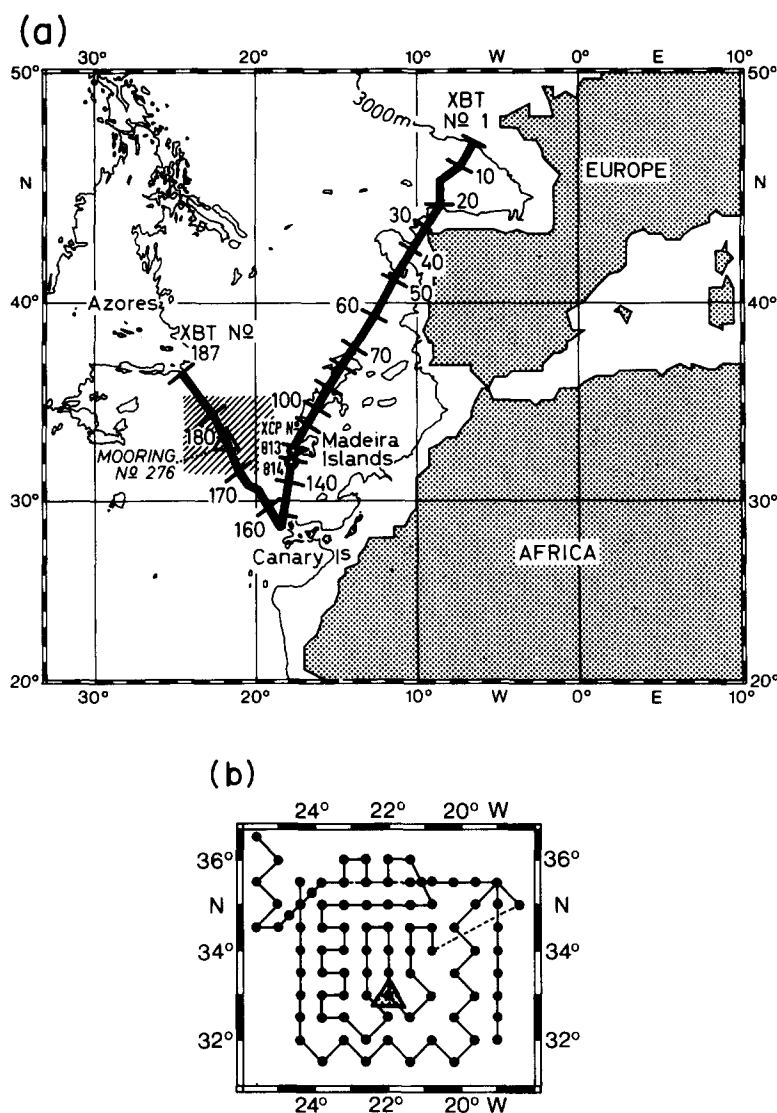 (a)
30° 20° 10° W 0° E 10°
50° 50°
3000m
XBT
Nº 1
10
EUROPE
N N
20
30
40
50
40° 40°
Azores
60
XBT Nº
187
70
100
XCP Nº
180
813
Madeira
Islands
MOORING
Nº 276
814
170
140
30° 30°
160
Canary Is
AFRICA
20° 20°
30° 20° 10° W 0° E 10°
(b)
24° 22° 20° W
36° 36°
N N
34° 34°
32° 32°
24° 22° 20° W